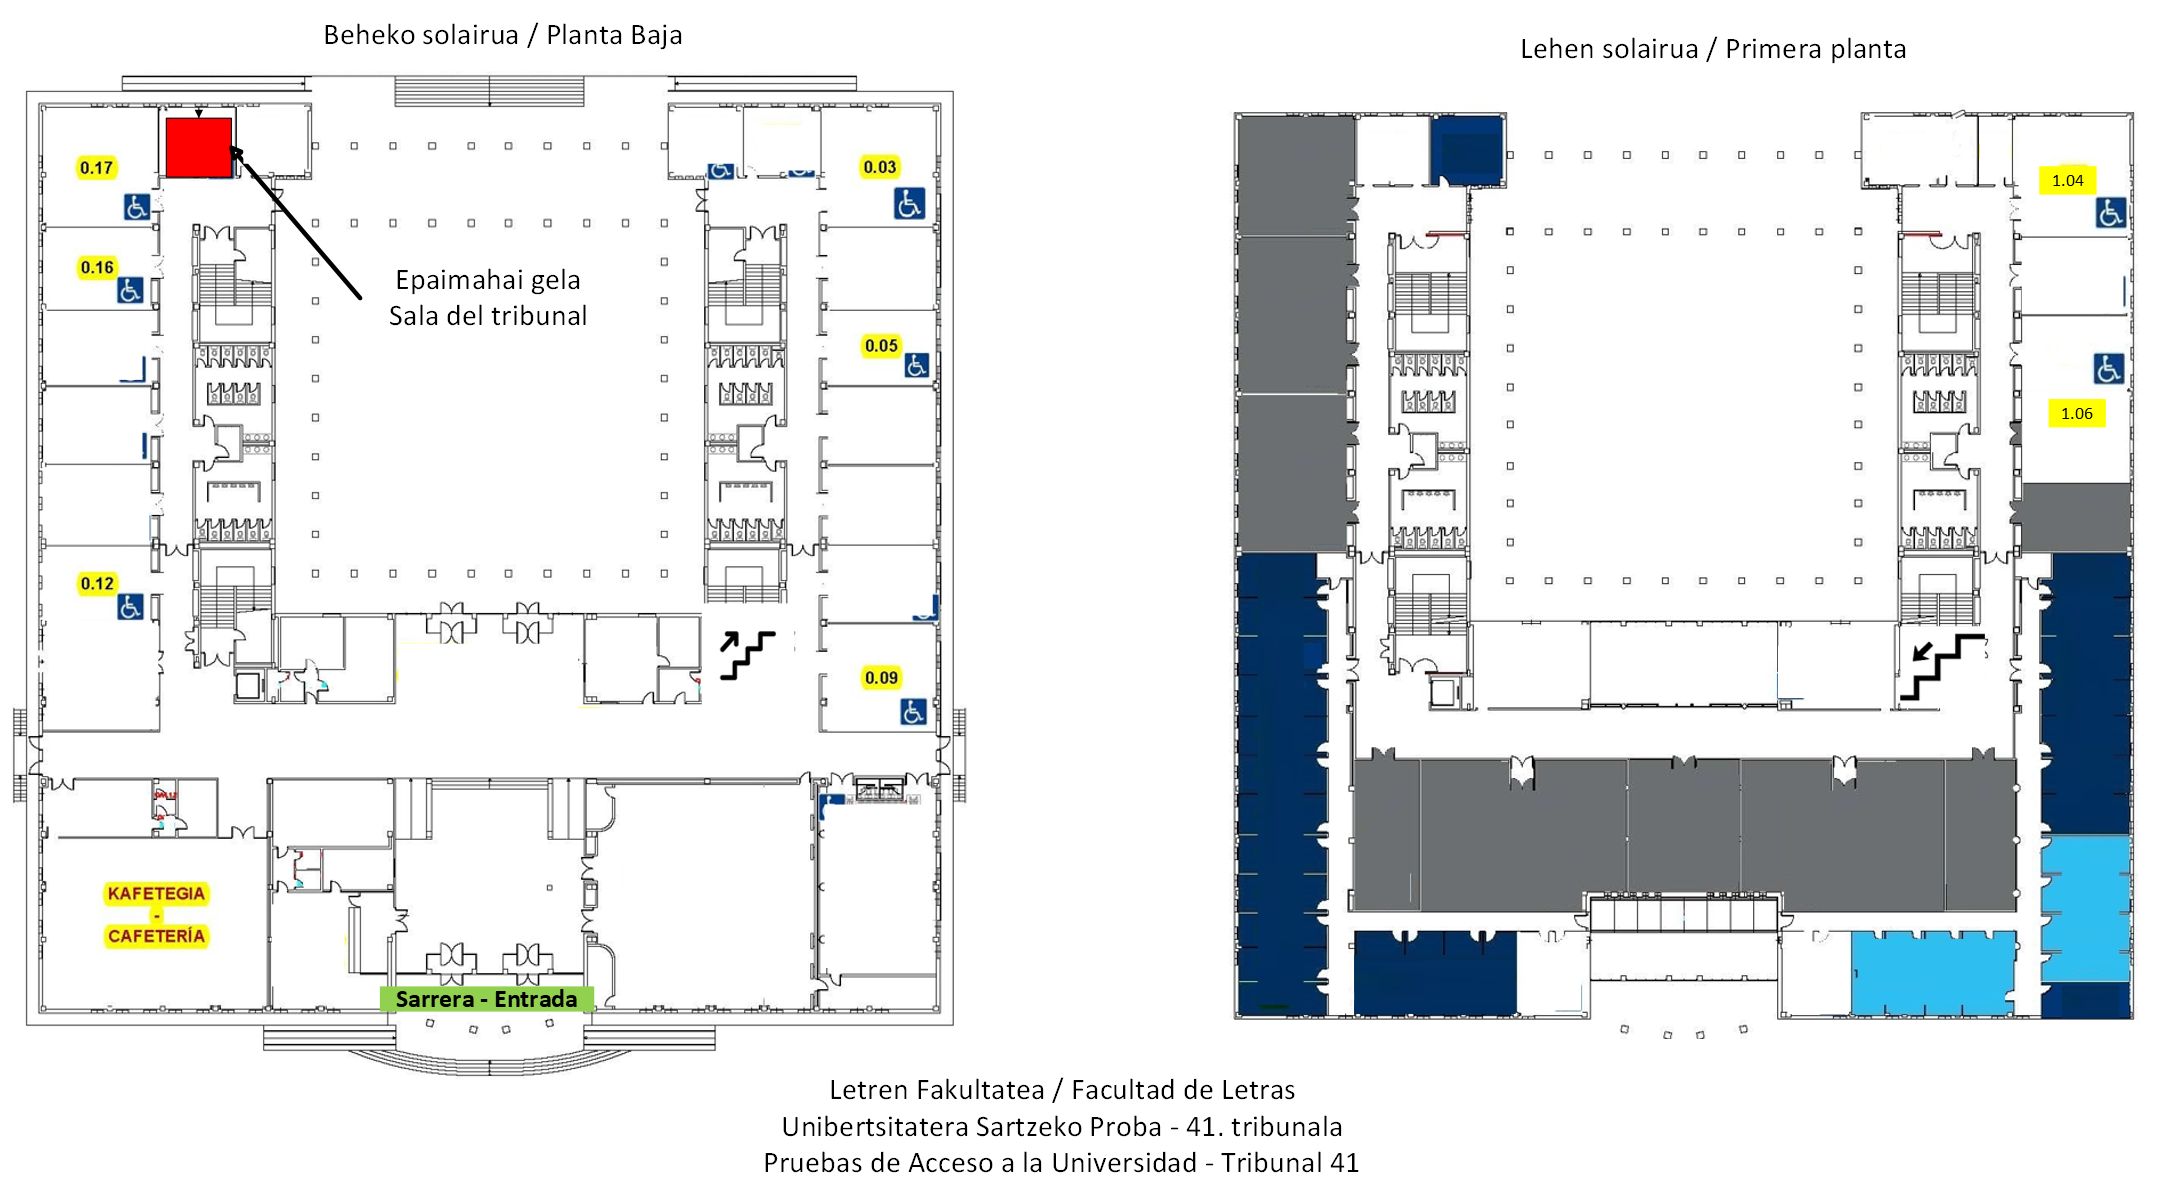 Beheko solairua / Planta Baja
Lehen solairua / Primera planta
0.17
0.03
1.04
0.16
Epaimahai gela
Sala del tribunal
0.05
1.06
0.12
0.09
KAFETEGIA
-
CAFETERÍA
Sarrera - Entrada
Letren Fakultatea / Facultad de Letras
Unibertsitatera Sartzeko Proba - 41. tribunala
Pruebas de Acceso a la Universidad - Tribunal 41